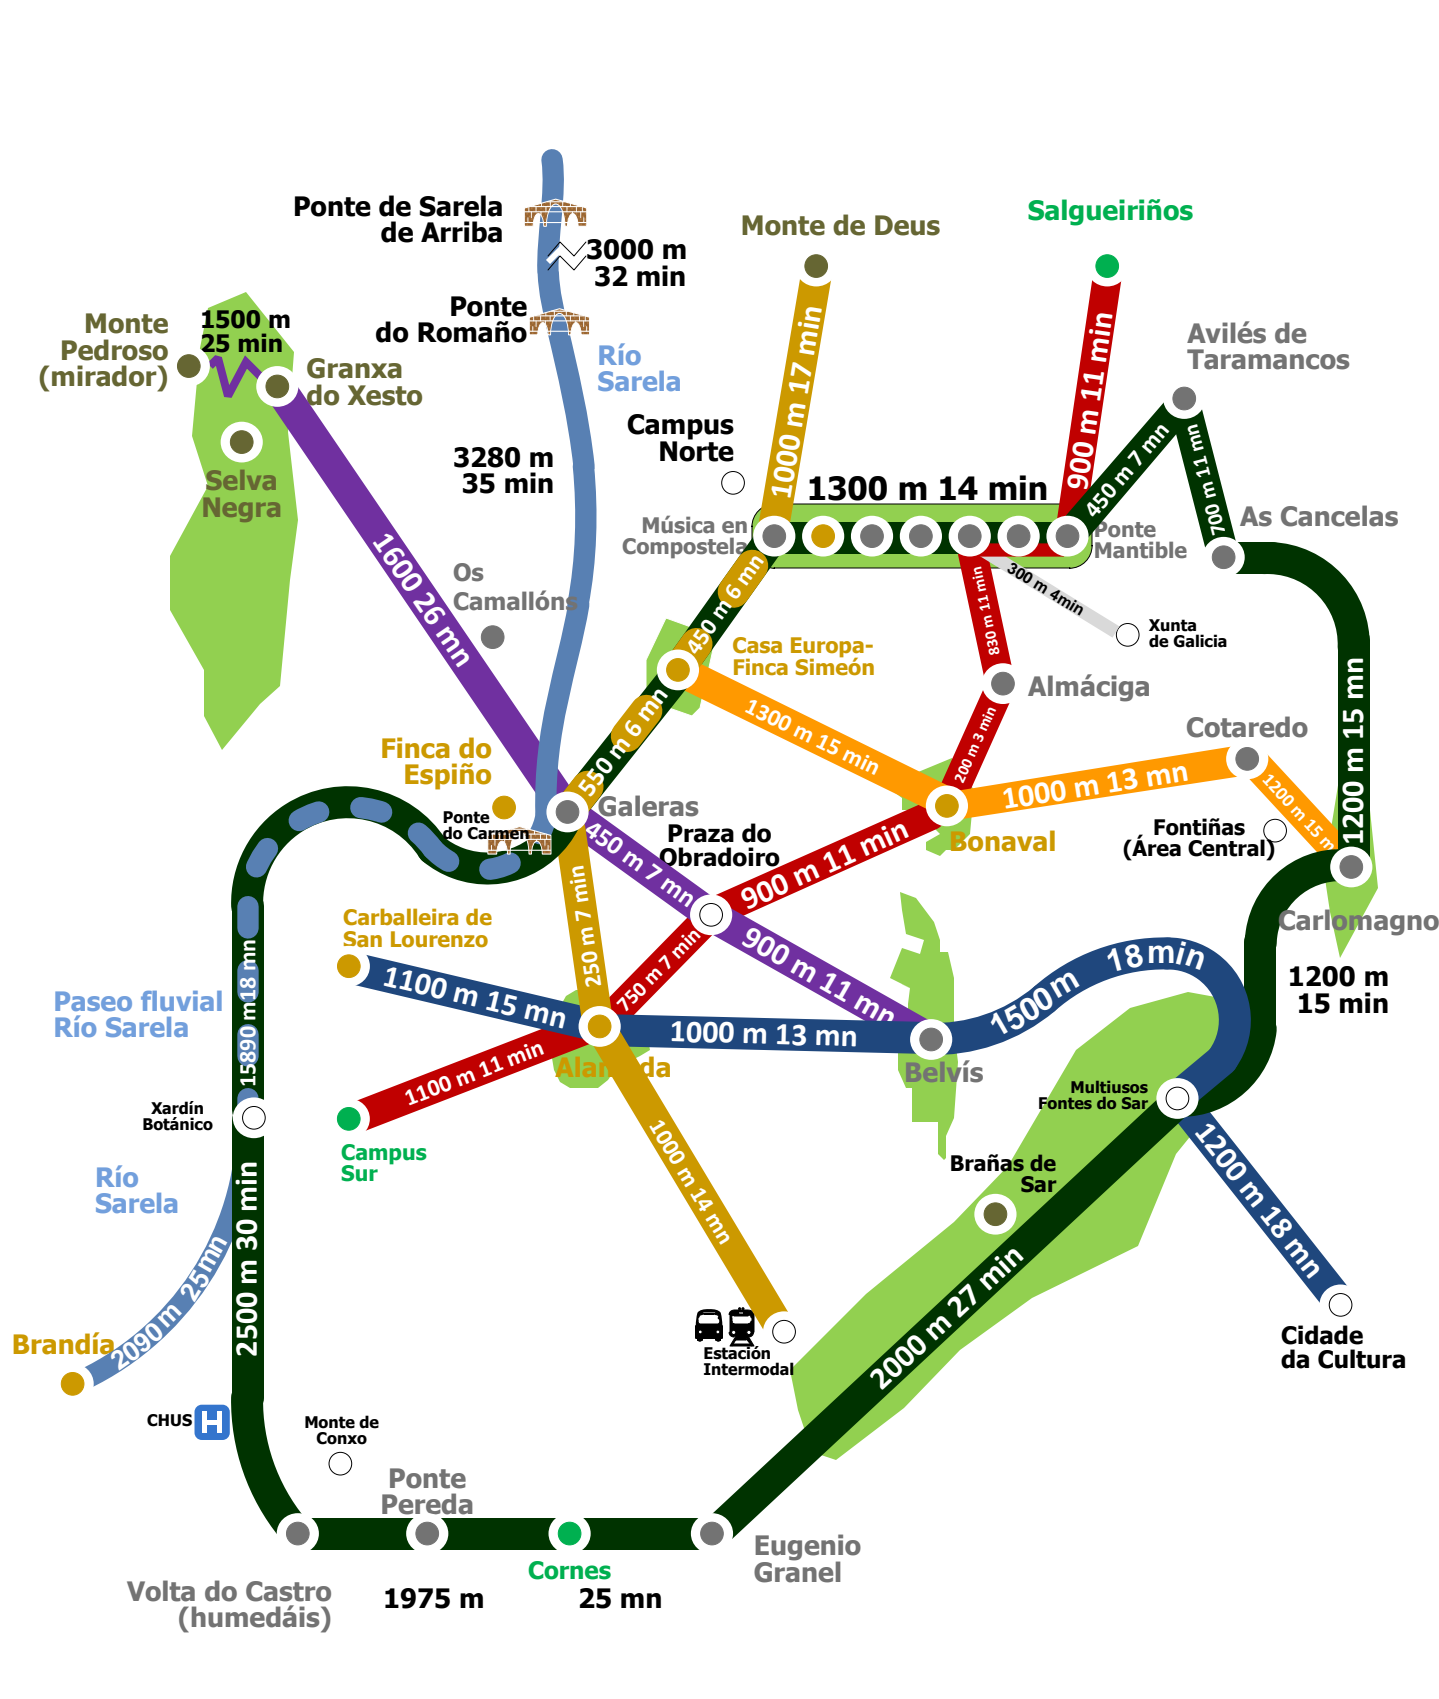 Ponte de Sarela
de Arriba
3000 m
32 min
Monte de Deus
Salgueiriños
Ponte
do Romaño
Río
Sarela
Monte
Pedroso
(mirador)
1500 m
25 min
Granxa
do Xesto
Selva
Negra
3280 m
35 min
Campus
Norte
1000 m 17 min
900 m 11 min
Avilés de
Taramancos
1300 m 14 min
450 m 7 mn
700 m 11 mn
As Cancelas
Música en
Compostela
Ponte
Mantible
1600 26 mn
Os
Camallóns
450 m 6 mn
830 m 11 min
300 m 4min
Xunta
de Galicia
Casa Europa-
Finca Simeón
Almáciga
550 m 6 mn
1300 m 15 min
200 m 3 min
Cotaredo
1200 m 15 mn
Finca do
Espiño
1000 m 13 mn
1200 m 15 m
Ponte
do Carmen
Galeras
Praza do
Obradoiro
450 m 7 mn
900 m 11 min
Bonaval
Fontiñas
(Área Central)
Carlomagno
Carballeira de
San Lourenzo
250 m 7 min
900 m 11 mn
750 m 7 min
1100 m 15 mn
1000 m 13 mn
1500m 18min
1200 m
15 min
Paseo fluvial
Río Sarela
15890 m18 mn
Alameda
Belvís
1100 m 11 min
Multiusos
Fontes do Sar
Xardín
Botánico
Campus
Sur
1000 m 14 mn
Brañas de
Sar
1200 m 18 mn
Río
Sarela
2500 m 30 min
2090m 25mn
Brandía
2000 m 27 min
Estación
Intermodal
Cidade
da Cultura
CHUS H
Monte de
Conxo
Ponte
Pereda
Eugenio
Granel
Cornes
Volta do Castro
(humedáis)
1975 m
25 mn